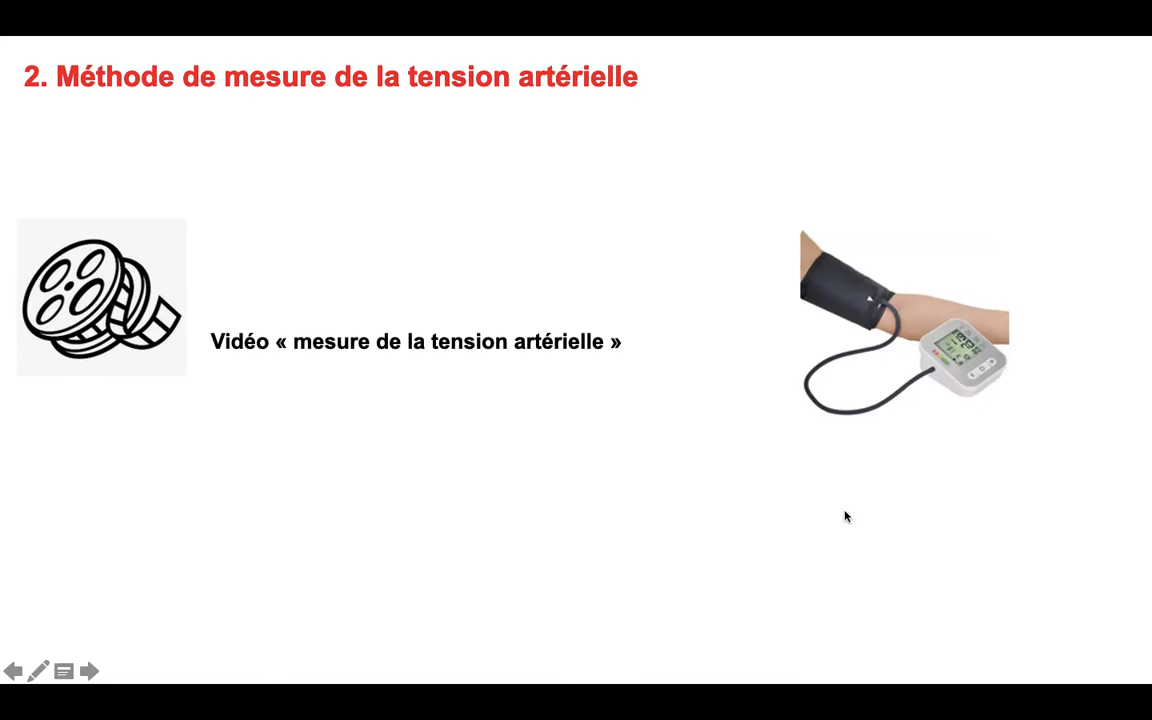 2. Méthode de mesure de la tension artérielle
Vidéo « mesure de la tension artérielle »